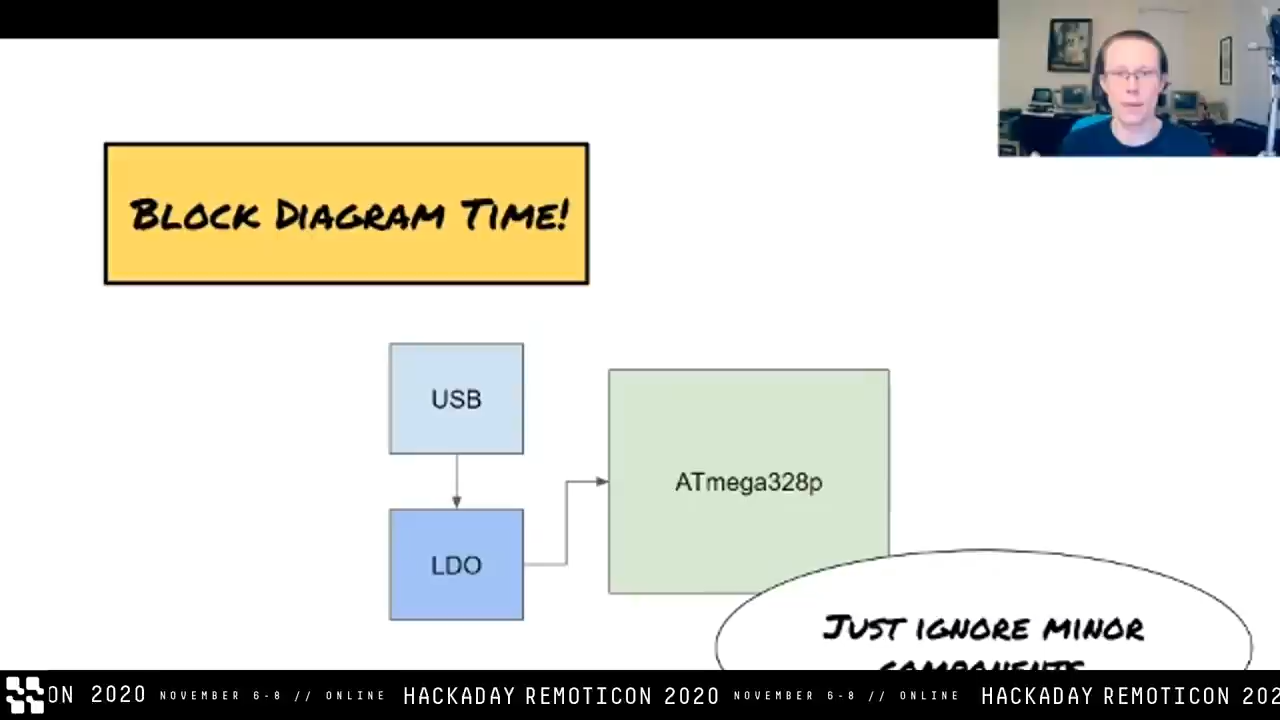 BLOCK DIAGRAM TIME!
USB
ATmega328p
LDO
JUST IGNORE MINOR
COMPONENTS
ON 2020 NOVEMBER 6-8 // ONLINE HACKADAY REMOTICON 2020 NOVEMBER 6-8 // ONLINE HACKADAY REMOTICON 202